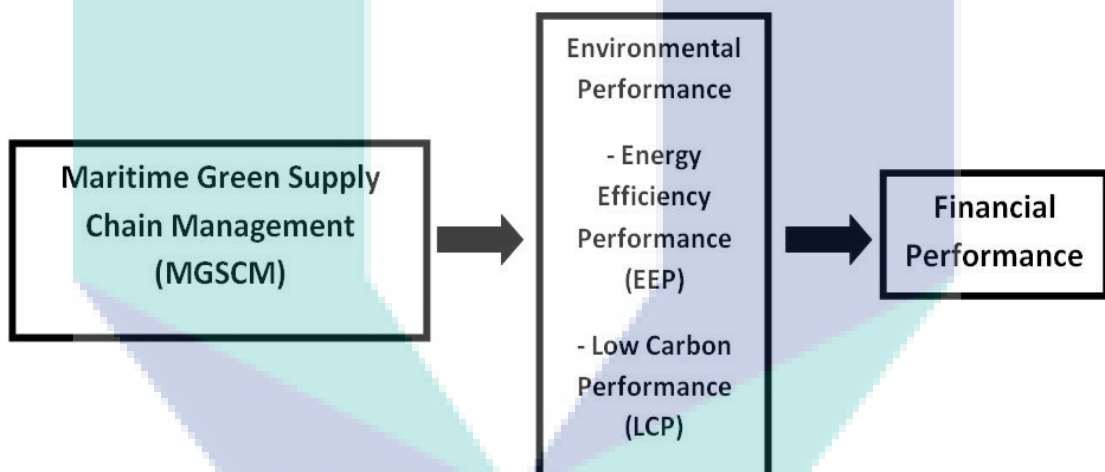 Maritime Green Supply
Chain Management
(MGSCM)
Environmental
Performance
- Energy
Efficiency
Performance
(EEP)
- Low Carbon
Performance
(LCP)
Financial
Performance